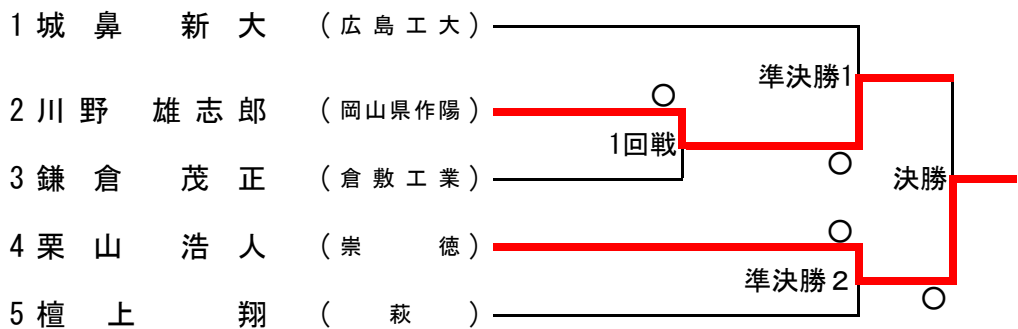 1 城鼻 新大 (広島工大)
準決勝1
2 川野 雄志郎 (岡山県作陽)
○
1回戦
3 鎌倉 茂正 (倉敷工業)
○
決勝
4 栗山 浩人 (崇徳)
○
準決勝2
○
5 檀上 翔 (萩)